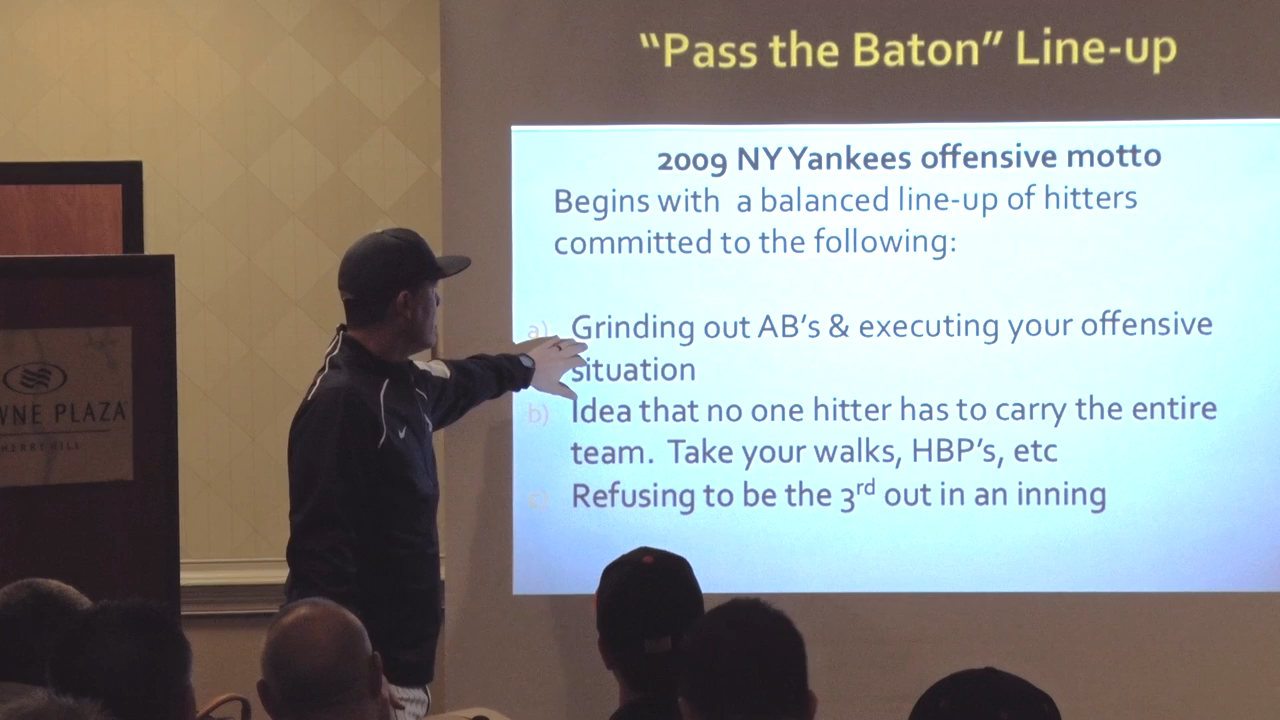 “Pass the Baton” Line-up
2009 NY Yankees offensive motto
Begins with a balanced line-up of hitters
committed to the following:
a) Grinding out AB’s & executing your offensive
situation
b) Idea that no one hitter has to carry the entire
team. Take your walks, HBP’s, etc
c) Refusing to be the 3rd out in an inning
WNE PLAZA
HERRY HILL